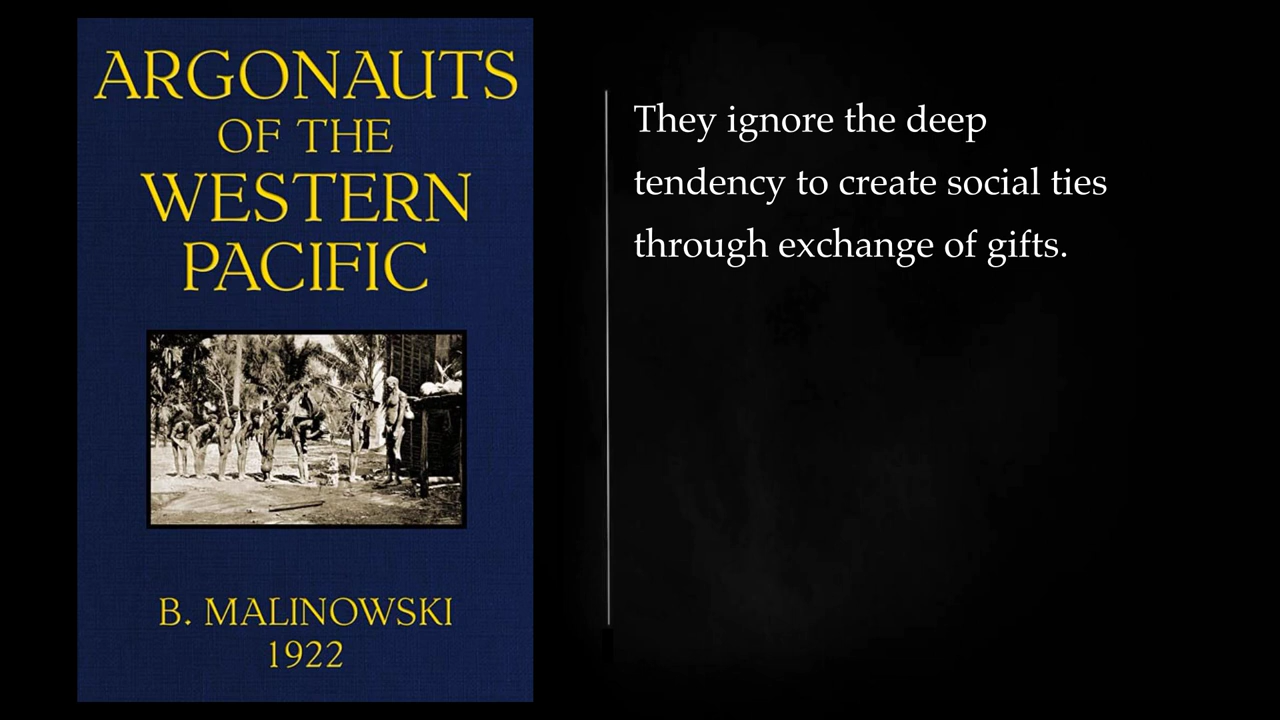 ARGONAUTS
OF THE
WESTERN
PACIFIC
B. MALINOWSKI
1922
They ignore the deep
tendency to create social ties
through exchange of gifts.